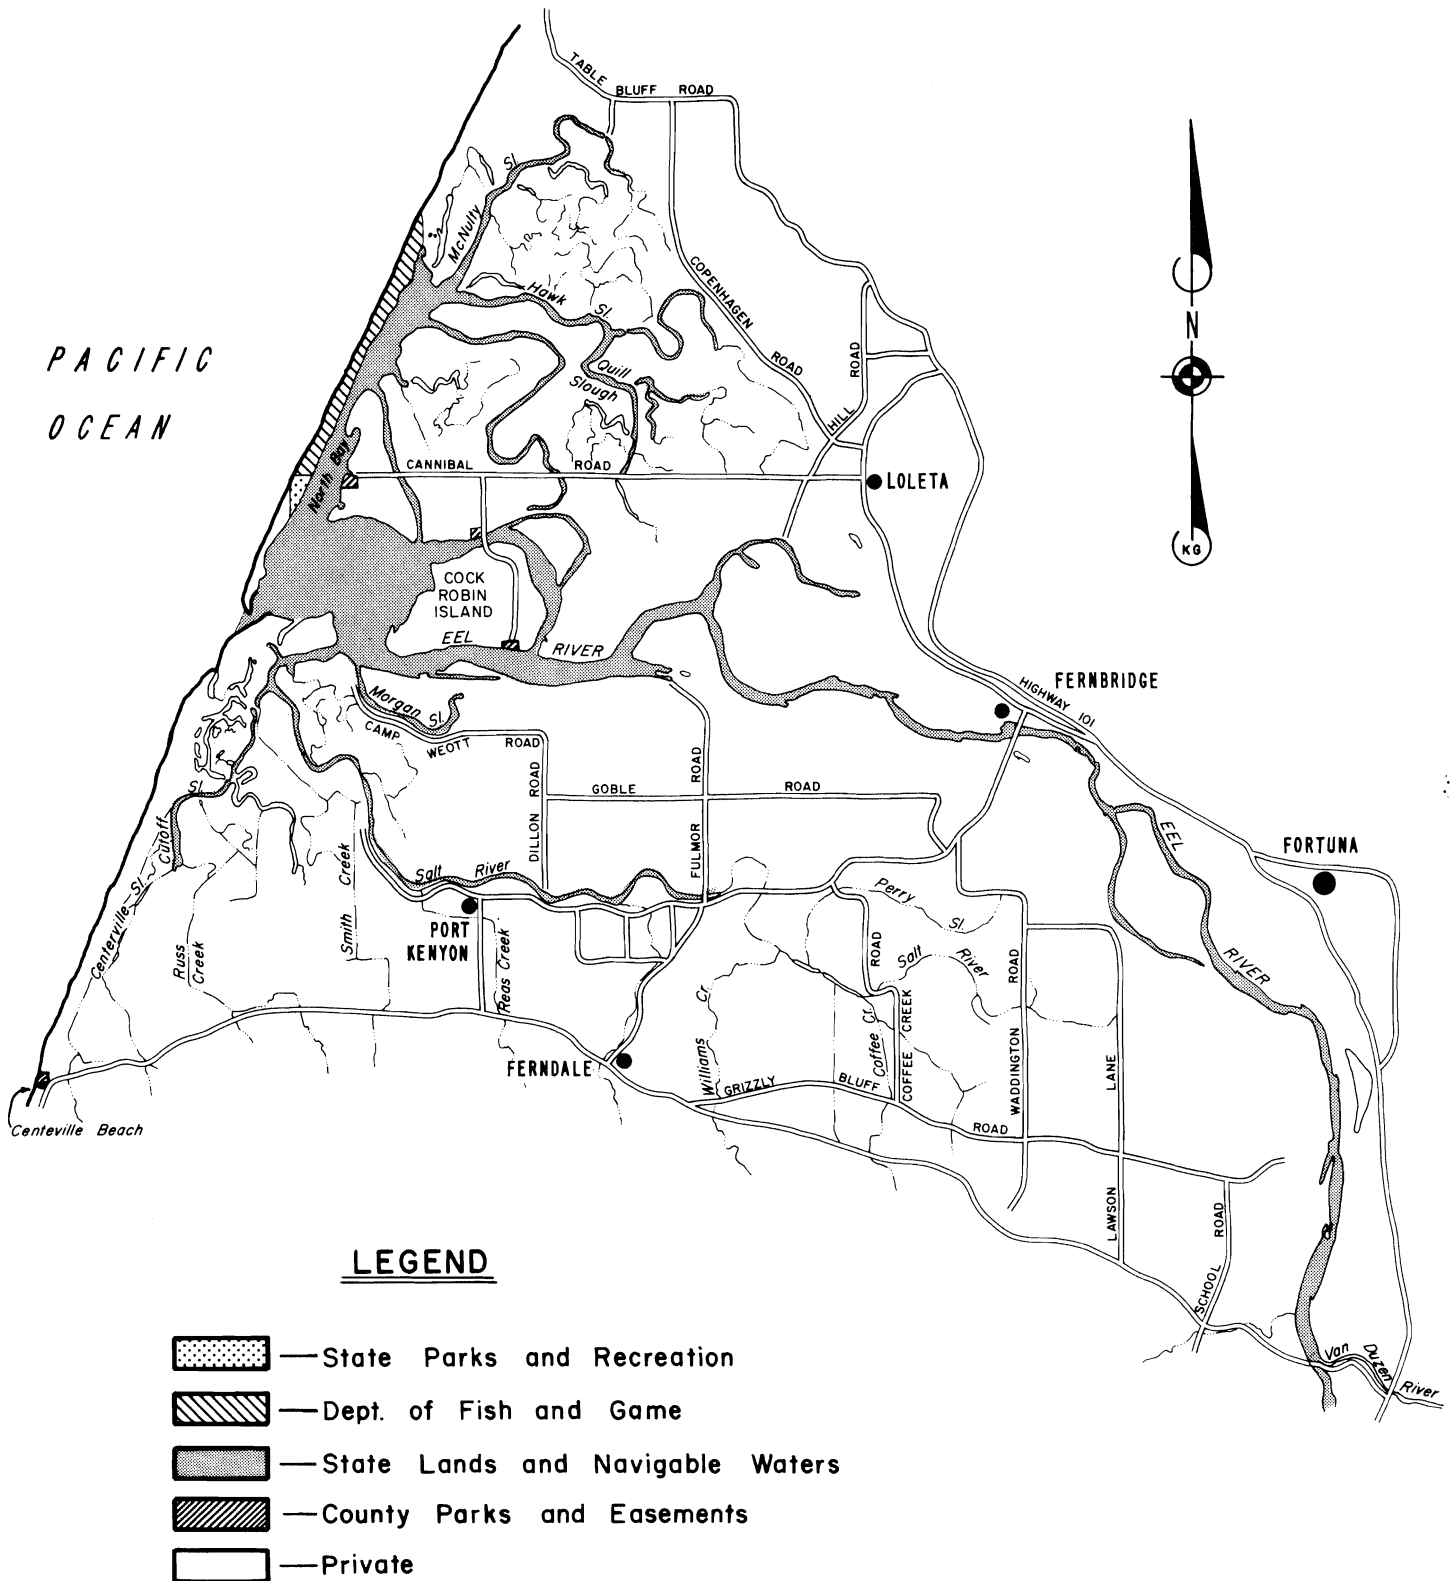 TABLE
BLUFF ROAD
McNulty Sl.
Hawk Sl.
COPENHAGEN ROAD
N
PACIFIC
OCEAN
HILL ROAD
Quill
Slough
North Bay
CANNIBAL ROAD
LOLETA
KG
COCK
ROBIN
ISLAND
EEL RIVER
FERNBRIDGE
HIGHWAY 101
Morgan Sl.
CAMP WEOTT ROAD
DILLON ROAD
GOBLE ROAD
FULMOR ROAD
Sl.
Cutoff
EEL RIVER
FORTUNA
Centerville Sl.
Russ
Creek
Smith Creek
Salt River
PORT
KENYON
Reas Creek
Perry Sl.
Salt River
COFFEE CREEK ROAD
WADDINGTON ROAD
Williams Cr.
Coffee Cr.
FERNDALE
GRIZZLY BLUFF ROAD
LAWSON LANE
Centeville Beach
SCHOOL ROAD
Van Duzen River
LEGEND
State Parks and Recreation
Dept. of Fish and Game
State Lands and Navigable Waters
County Parks and Easements
Private